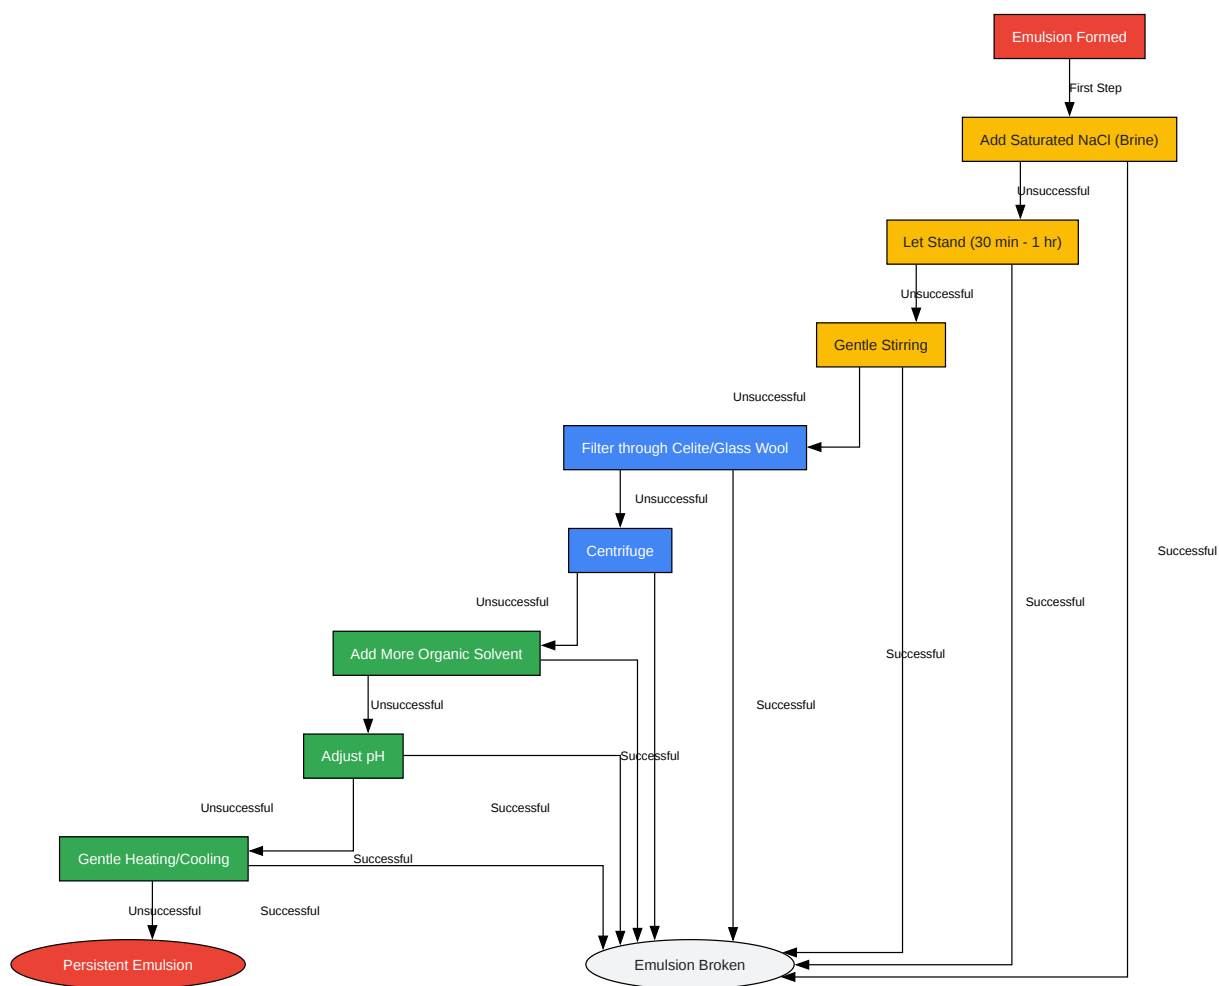 Emulsion Formed
First Step
Add Saturated NaCl (Brine)
Unsuccessful
Let Stand (30 min - 1 hr)
Unsuccessful
Gentle Stirring
Unsuccessful
Filter through Celite/Glass Wool
Unsuccessful
Centrifuge
Successful
Unsuccessful
Successful
Add More Organic Solvent
Successful
Unsuccessful
Successful
Adjust pH
Successful
Unsuccessful
Successful
Gentle Heating/Cooling
Successful
Unsuccessful
Successful
Persistent Emulsion
Emulsion Broken